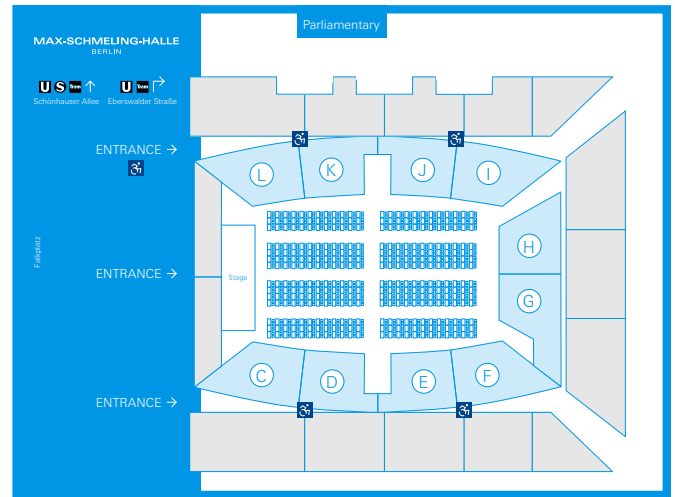 Parliamentary
MAX-SCHMELING-HALLE
BERLIN
U S Tram
U Tram
Schönhauser Allee
Eberswalder Straße
ENTRANCE
L
K
J
I
Falkplatz
H
ENTRANCE
Stage
G
C
D
E
F
ENTRANCE